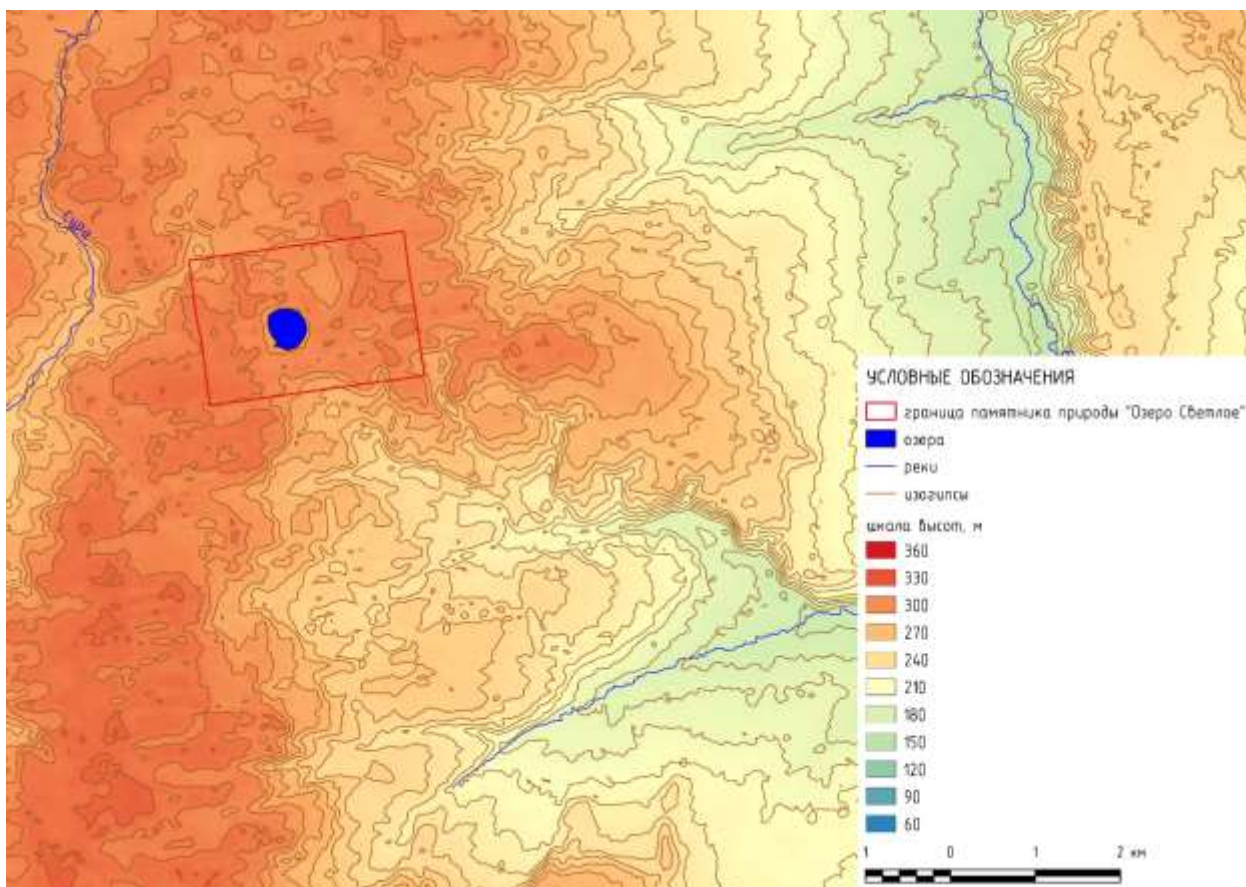 Сура
УСЛОВНЫЕ ОБОЗНАЧЕНИЯ
граница памятника природы "Озеро Светлое"
озера
реки
изогипсы
шкала высот, м
360
330
300
270
240
210
180
150
120
90
60
1 0 1 2 км